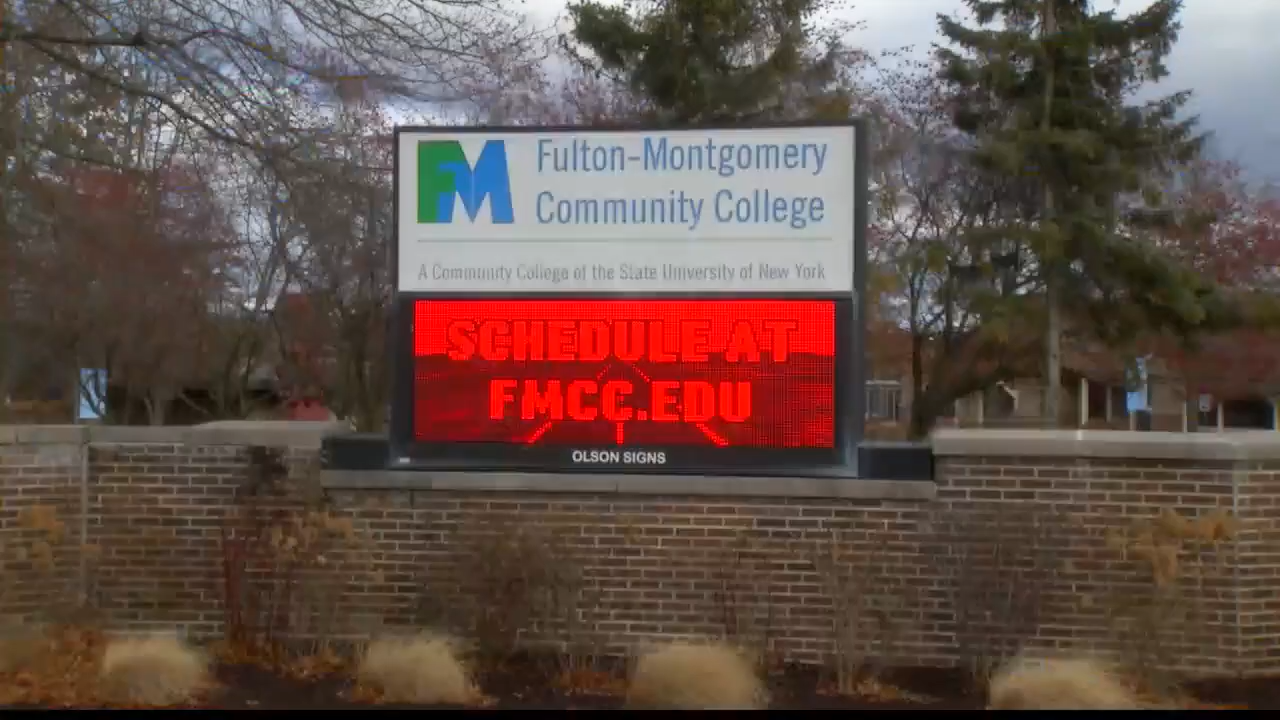 FM
Fulton-Montgomery
Community College
A Community College of the State University of New York
SCHEDULE AT
FMCC.EDU
OLSON SIGNS